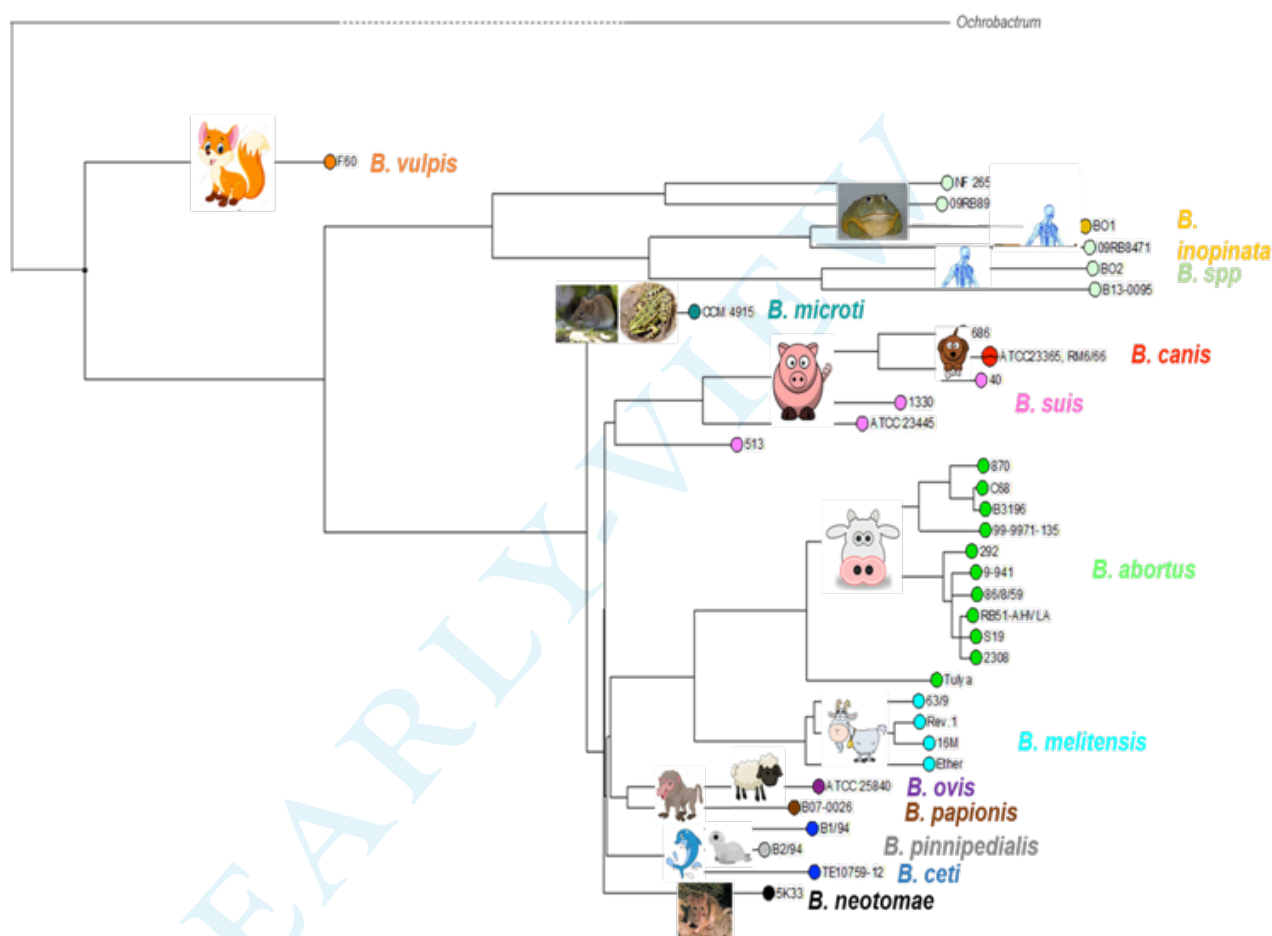 Ochrobactrum
F60 B. vulpis
NF 265
09RB89
BO1 B.
inopinata
09RB8471
BO2 B. spp
B13-0095
CCM 4915 B. microti
686
ATCC23365, RM6/66 B. canis
40
B. suis
1330
ATCC 23445
513
870
C68
B3196
99-9971-135
292
9-941
B. abortus
86/8/59
RB51-AHVLA
S19
2308
Tulya
63/9
Rev.1
16M B. melitensis
Ether
ATCC 25840 B. ovis
B07-0026 B. papionis
B1/94
B2/94 B. pinnipedialis
TE10759-12 B. ceti
5K33 B. neotomae
EARLY-VIEW